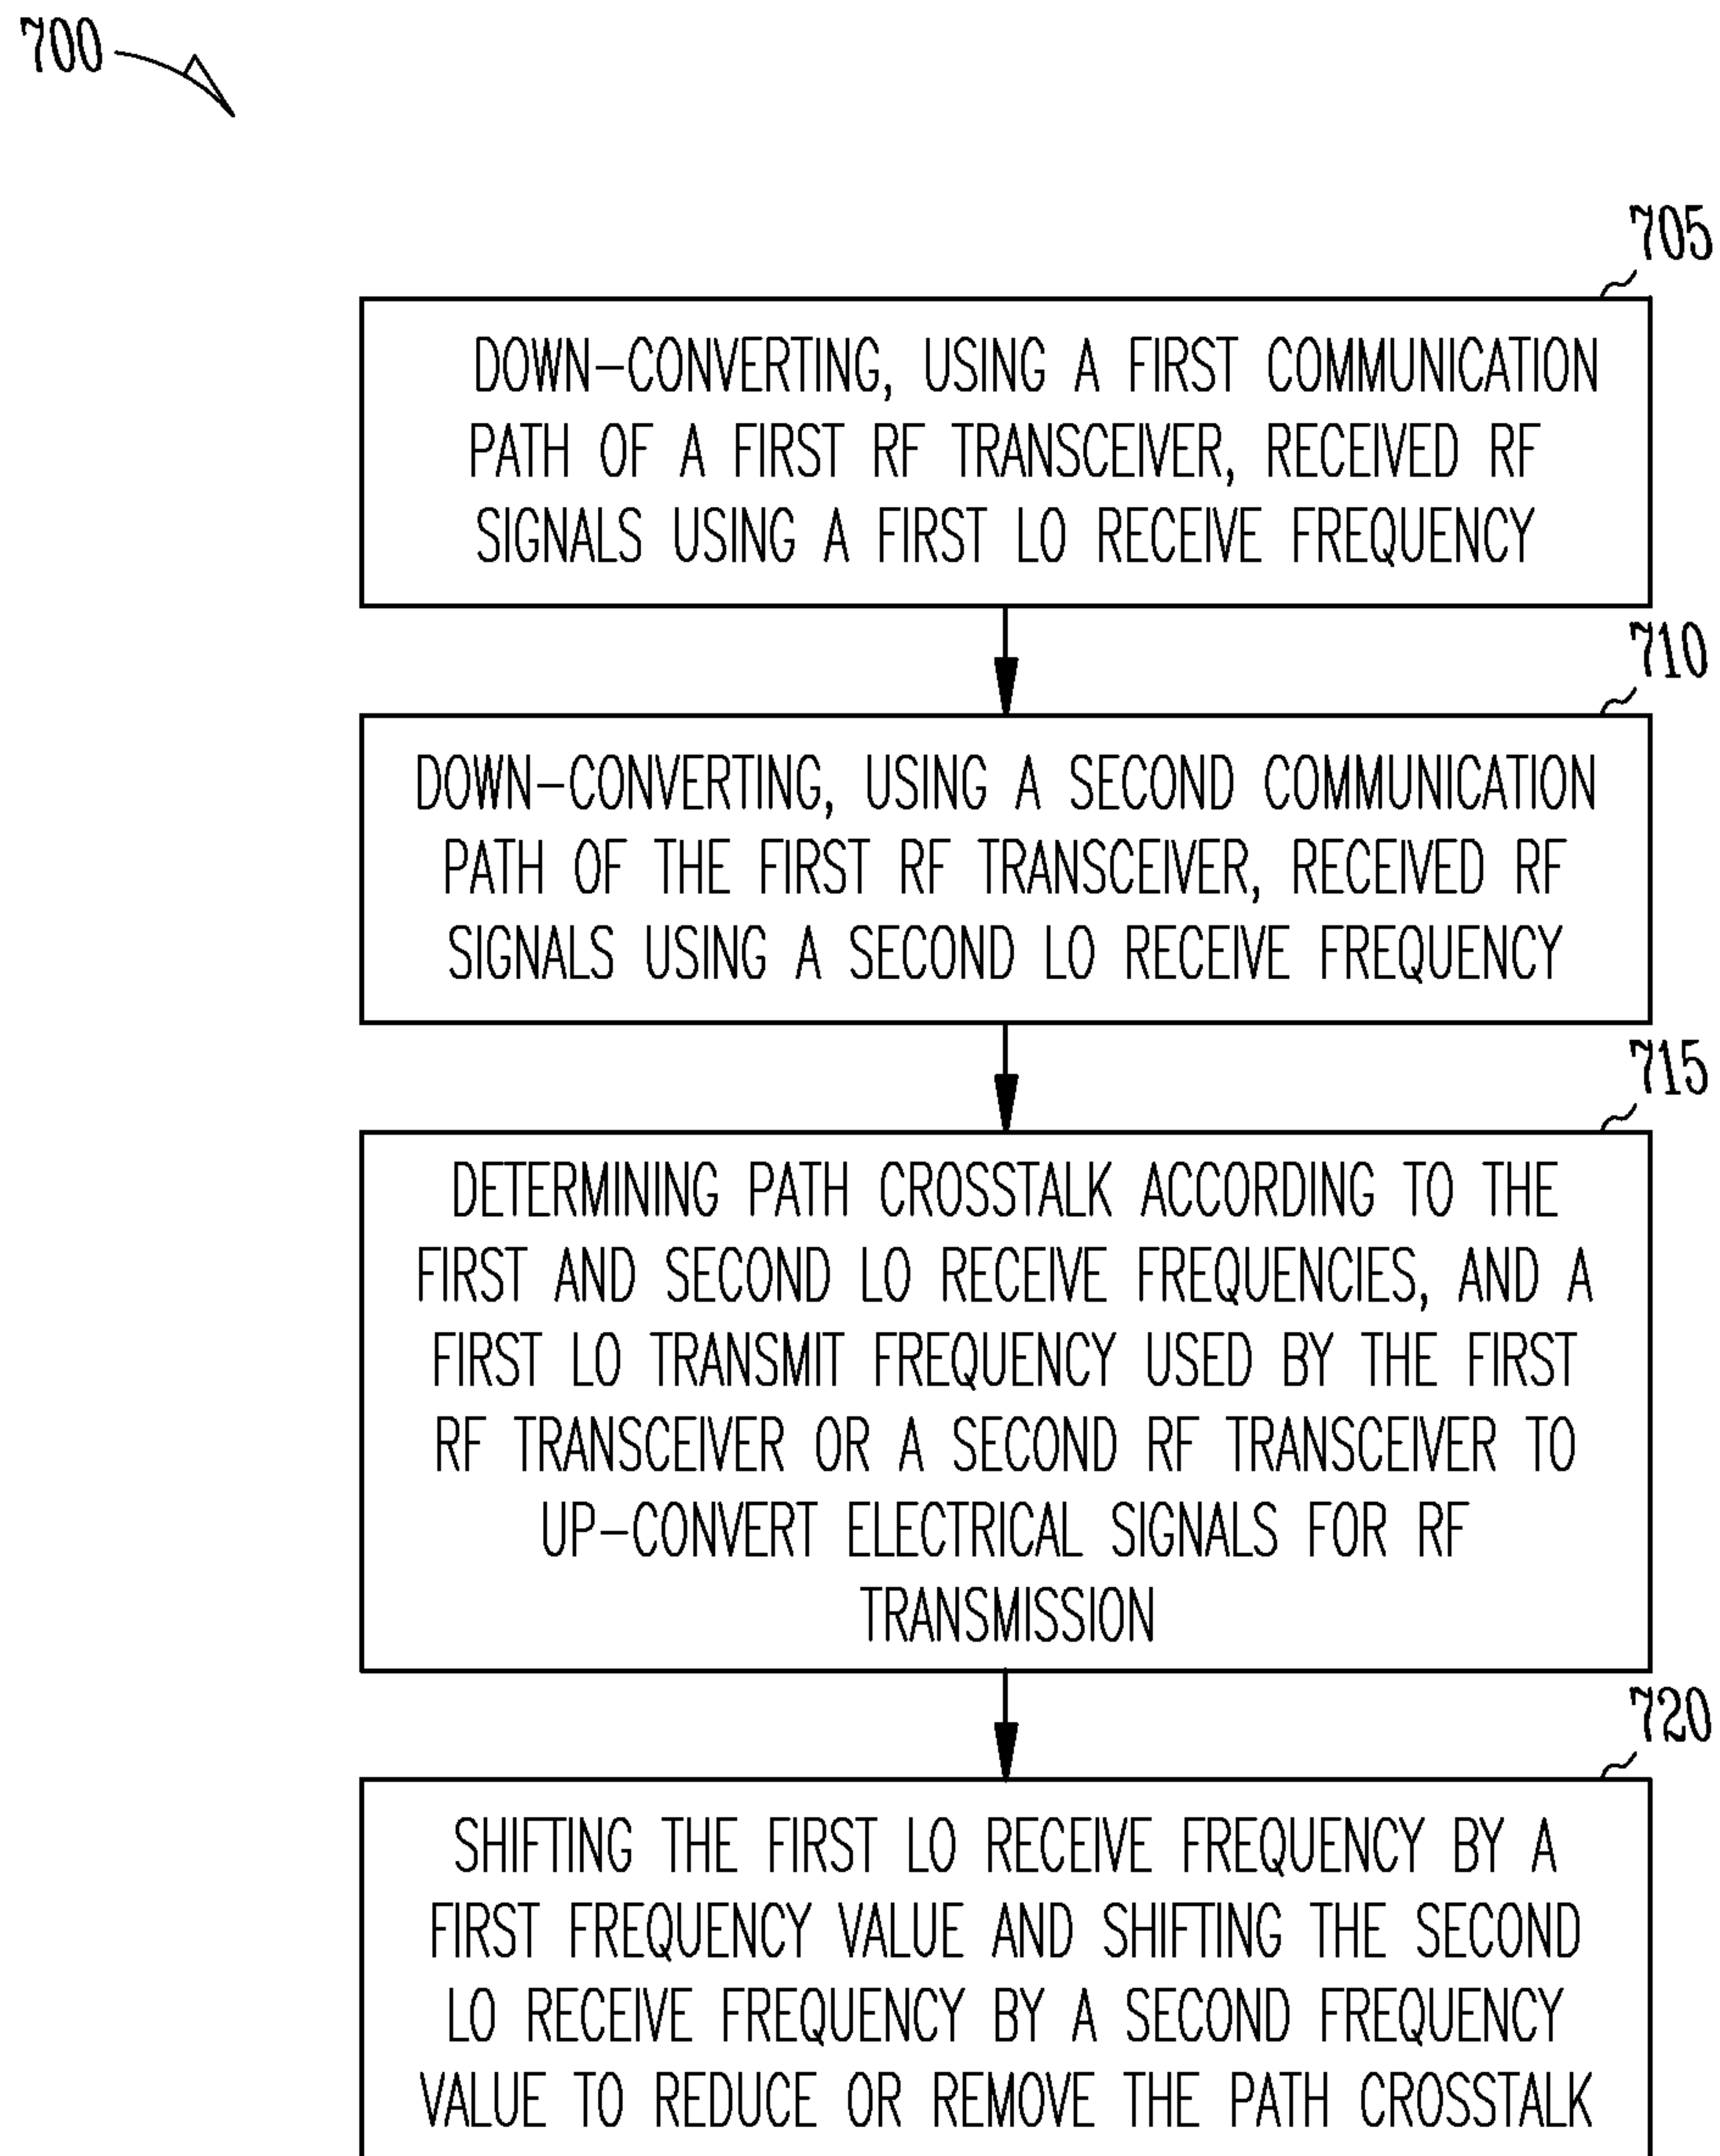 700
705
DOWN-CONVERTING, USING A FIRST COMMUNICATION
PATH OF A FIRST RF TRANSCEIVER, RECEIVED RF
SIGNALS USING A FIRST LO RECEIVE FREQUENCY
710
DOWN-CONVERTING, USING A SECOND COMMUNICATION
PATH OF THE FIRST RF TRANSCEIVER, RECEIVED RF
SIGNALS USING A SECOND LO RECEIVE FREQUENCY
715
DETERMINING PATH CROSSTALK ACCORDING TO THE
FIRST AND SECOND LO RECEIVE FREQUENCIES, AND A
FIRST LO TRANSMIT FREQUENCY USED BY THE FIRST
RF TRANSCEIVER OR A SECOND RF TRANSCEIVER TO
UP-CONVERT ELECTRICAL SIGNALS FOR RF
TRANSMISSION
720
SHIFTING THE FIRST LO RECEIVE FREQUENCY BY A
FIRST FREQUENCY VALUE AND SHIFTING THE SECOND
LO RECEIVE FREQUENCY BY A SECOND FREQUENCY
VALUE TO REDUCE OR REMOVE THE PATH CROSSTALK